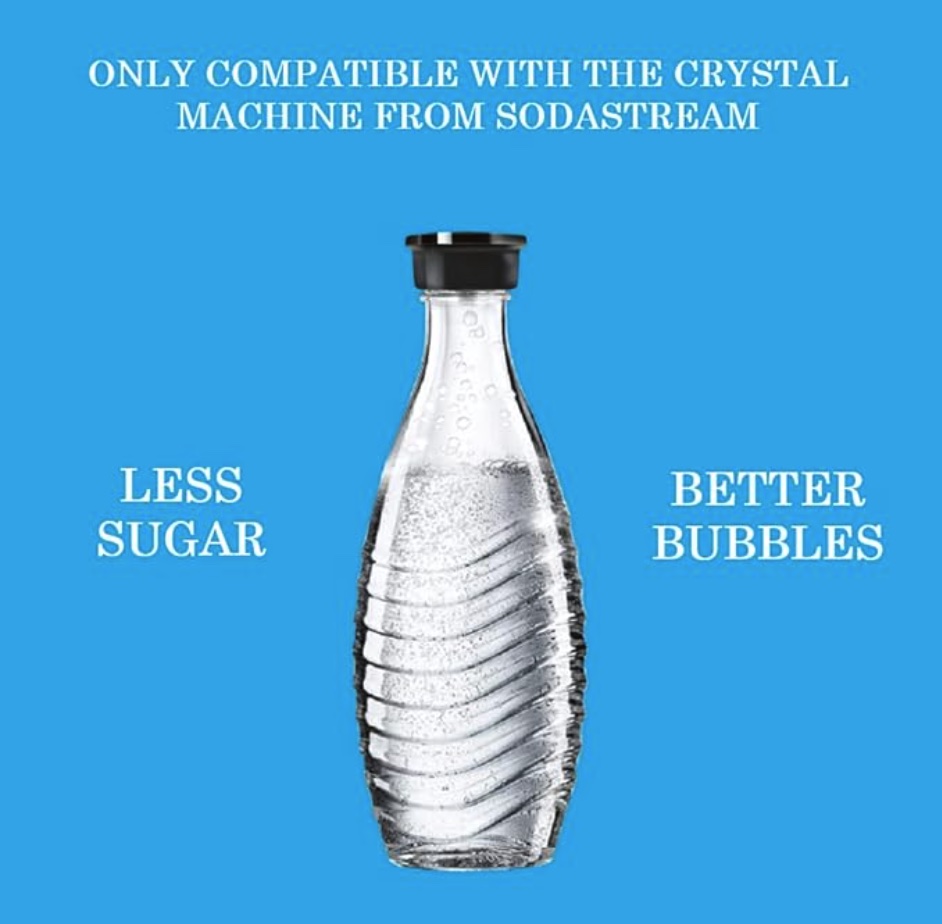 ONLY COMPATIBLE WITH THE CRYSTAL
MACHINE FROM SODASTREAM
LESS
SUGAR
BETTER
BUBBLES